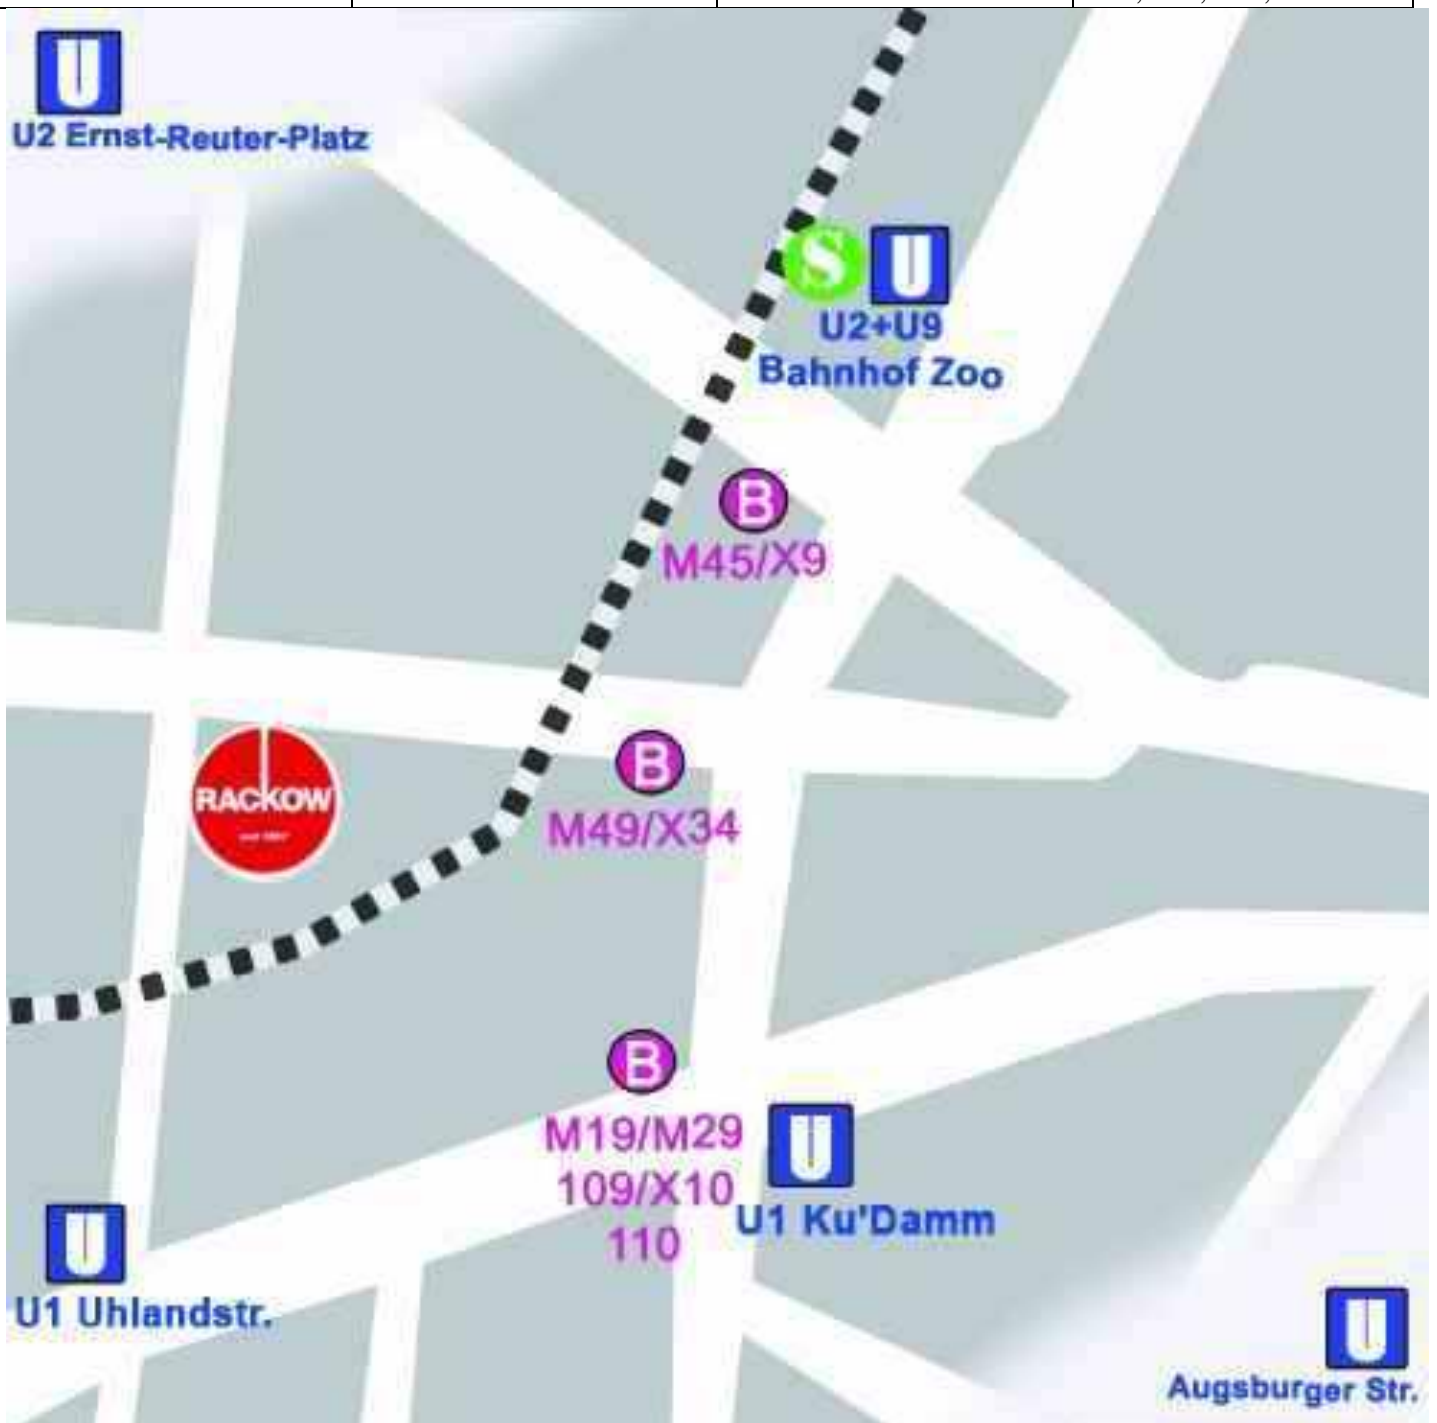 U
U2 Ernst-Reuter-Platz
S U
U2+U9
Bahnhof Zoo
B
M45/X9
B
M49/X34
RACKOW
B
M19/M29
109/X10
110
U
U1 Ku'Damm
U
U1 Uhlandstr.
U
Augsburger Str.